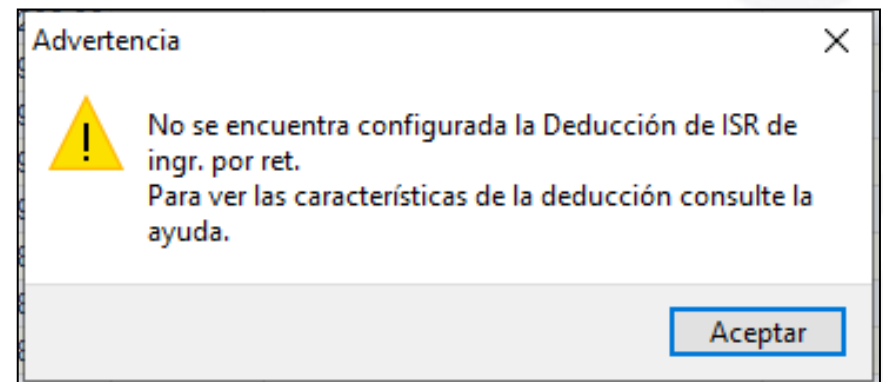 Advertencia
No se encuentra configurada la Deducción de ISR de
ingr. por ret.
Para ver las características de la deducción consulte la
ayuda.
Aceptar